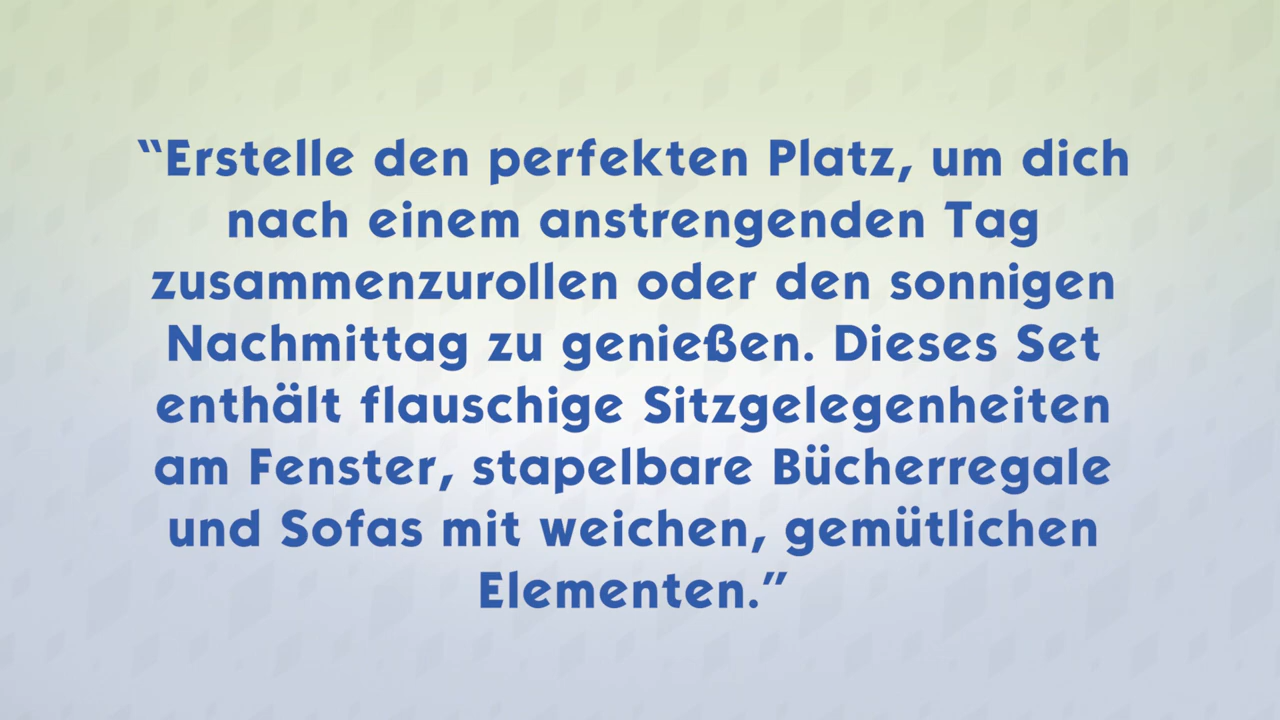 “Erstelle den perfekten Platz, um dich
nach einem anstrengenden Tag
zusammenzurollen oder den sonnigen
Nachmittag zu genießen. Dieses Set
enthält flauschige Sitzgelegenheiten
am Fenster, stapelbare Bücherregale
und Sofas mit weichen, gemütlichen
Elementen.”